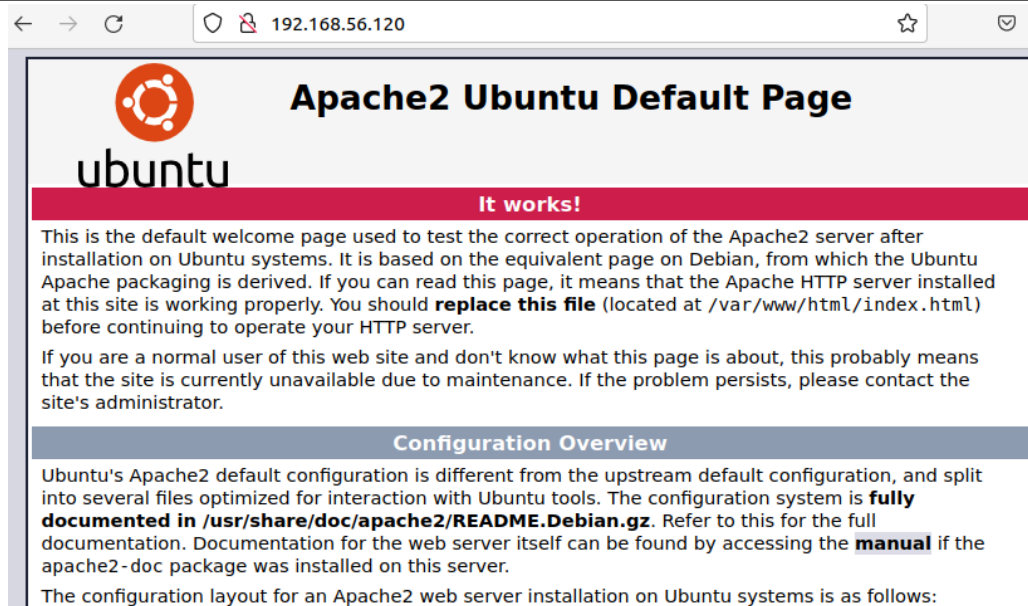 192.168.56.120
Apache2 Ubuntu Default Page
ubuntu
It works!
This is the default welcome page used to test the correct operation of the Apache2 server after
installation on Ubuntu systems. It is based on the equivalent page on Debian, from which the Ubuntu
Apache packaging is derived. If you can read this page, it means that the Apache HTTP server installed
at this site is working properly. You should replace this file (located at /var/www/html/index.html)
before continuing to operate your HTTP server.
If you are a normal user of this web site and don't know what this page is about, this probably means
that the site is currently unavailable due to maintenance. If the problem persists, please contact the
site's administrator.
Configuration Overview
Ubuntu's Apache2 default configuration is different from the upstream default configuration, and split
into several files optimized for interaction with Ubuntu tools. The configuration system is fully
documented in /usr/share/doc/apache2/README.Debian.gz. Refer to this for the full
documentation. Documentation for the web server itself can be found by accessing the manual if the
apache2-doc package was installed on this server.
The configuration layout for an Apache2 web server installation on Ubuntu systems is as follows: